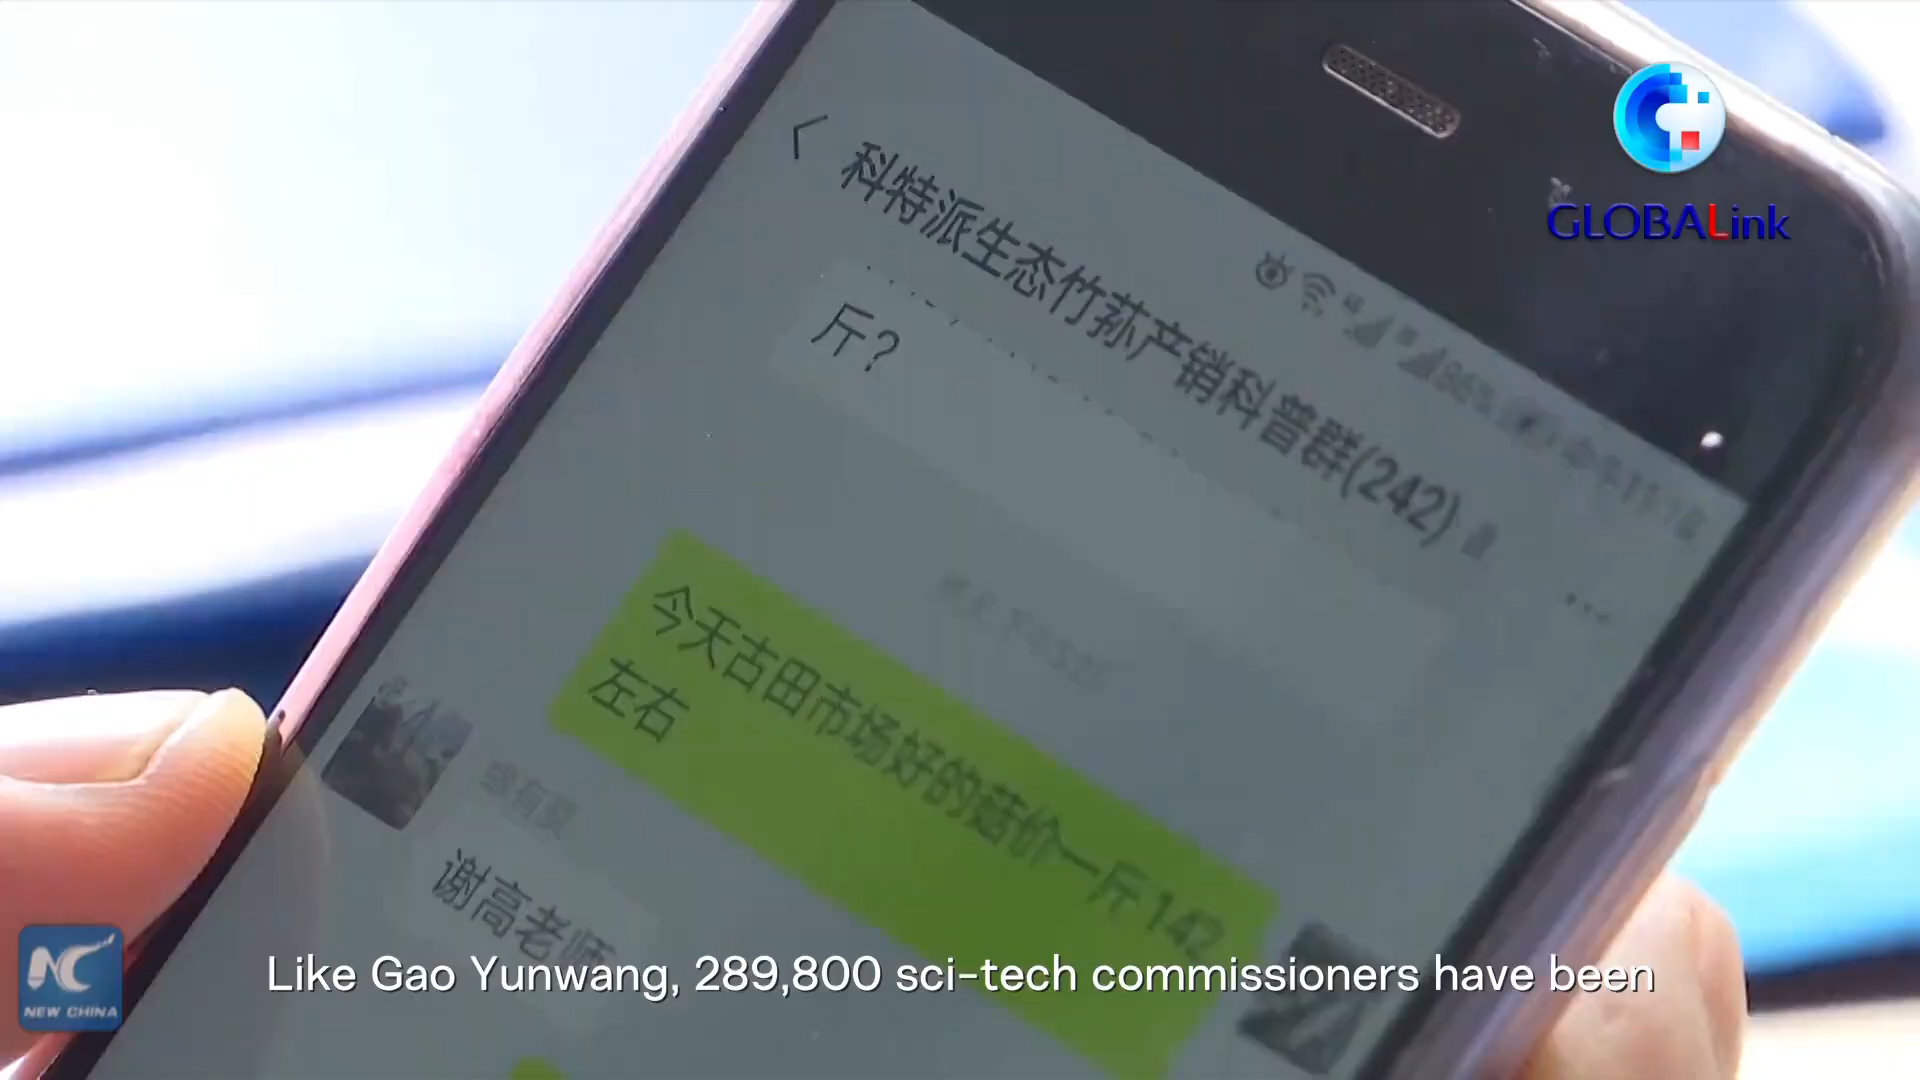 GLOBALink
科特派生态竹荪产销科普群(242)
斤?
今天古田市场好的菇价一斤142
左右
谢高老师
Like Gao Yunwang, 289,800 sci-tech commissioners have been
NC
NEW CHINA